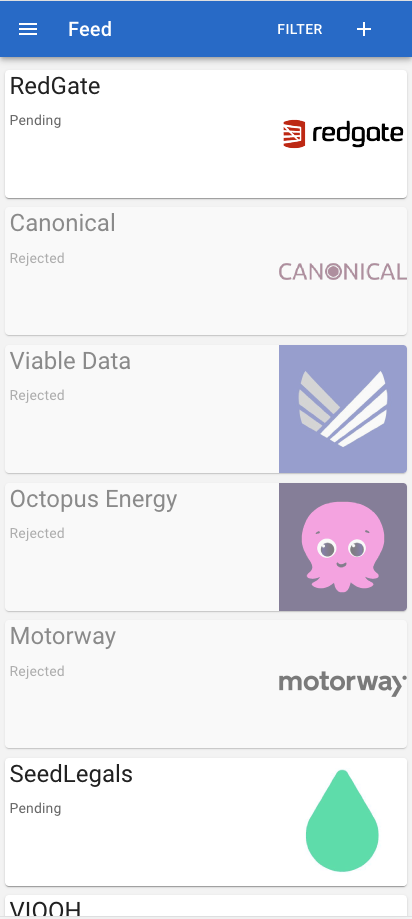 Feed
FILTER
RedGate
Pending
redgate
Canonical
Rejected
CANONICAL
Viable Data
Rejected
Octopus Energy
Rejected
Motorway
Rejected
motorway
SeedLegals
Pending
VIOOH